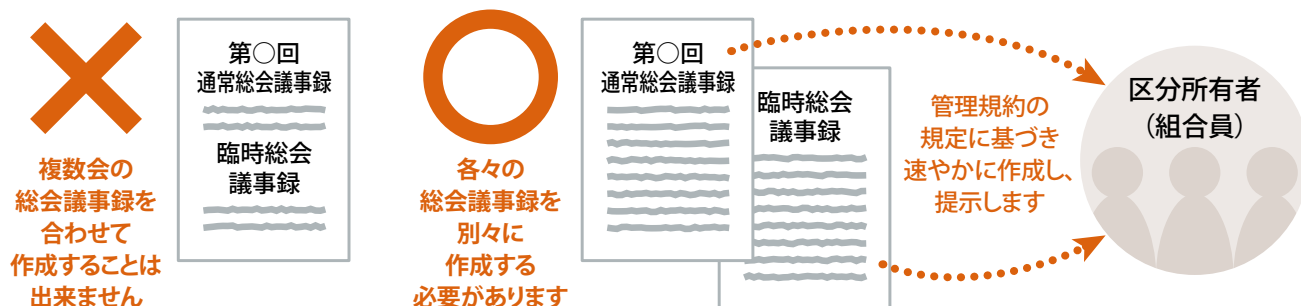 複数会の
総会議事録を
合わせて
作成することは
出来ません
第○回
通常総会議事録
臨時総会
議事録
各々の
総会議事録を
別々に
作成する
必要があります
第○回
通常総会議事録
臨時総会
議事録
管理規約の
規定に基づき
速やかに作成し、
提示します
区分所有者
（組合員）